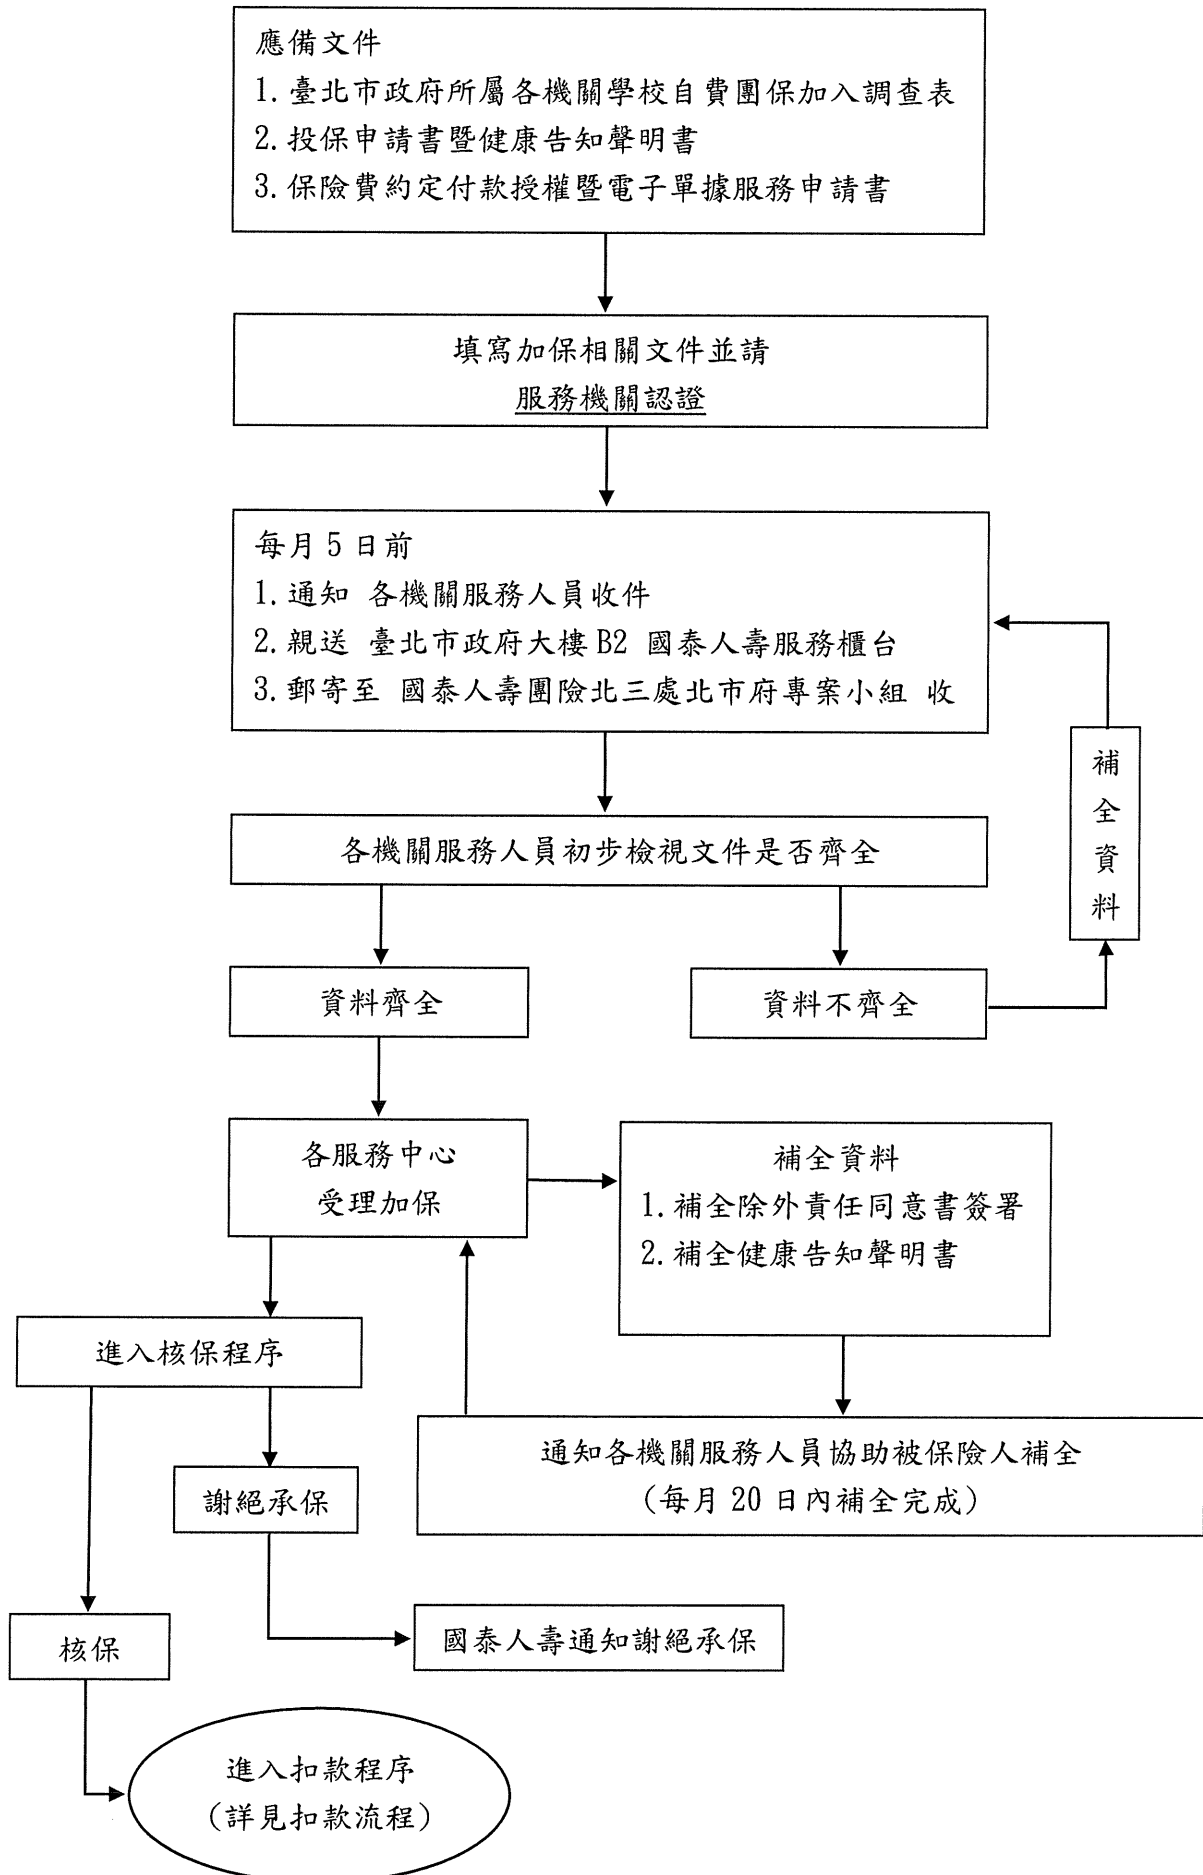 應備文件
1.臺北市政府所屬各機關學校自費團保加入調查表
2.投保申請書暨健康告知聲明書
3.保險費約定付款授權暨電子單據服務申請書
填寫加保相關文件並請
服務機關認證
每月5日前
1.通知 各機關服務人員收件
2.親送 臺北市政府大樓B2 國泰人壽服務櫃台
3.郵寄至 國泰人壽團險北三處北市府專案小組 收
補全資料
各機關服務人員初步檢視文件是否齊全
資料齊全
資料不齊全
各服務中心
受理加保
補全資料
1.補全除外責任同意書簽署
2.補全健康告知聲明書
進入核保程序
通知各機關服務人員協助被保險人補全
(每月20日內補全完成)
謝絕承保
核保
國泰人壽通知謝絕承保
進入扣款程序
(詳見扣款流程)